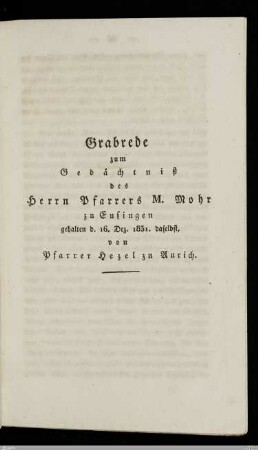 Grabrede
zum
Gedächtniß
des
Herrn Pfarrers M. Mohr
zu Ensingen
gehalten d. 16. Dez. 1831. daselbst,
von
Pfarrer Hezel zu Aurich.